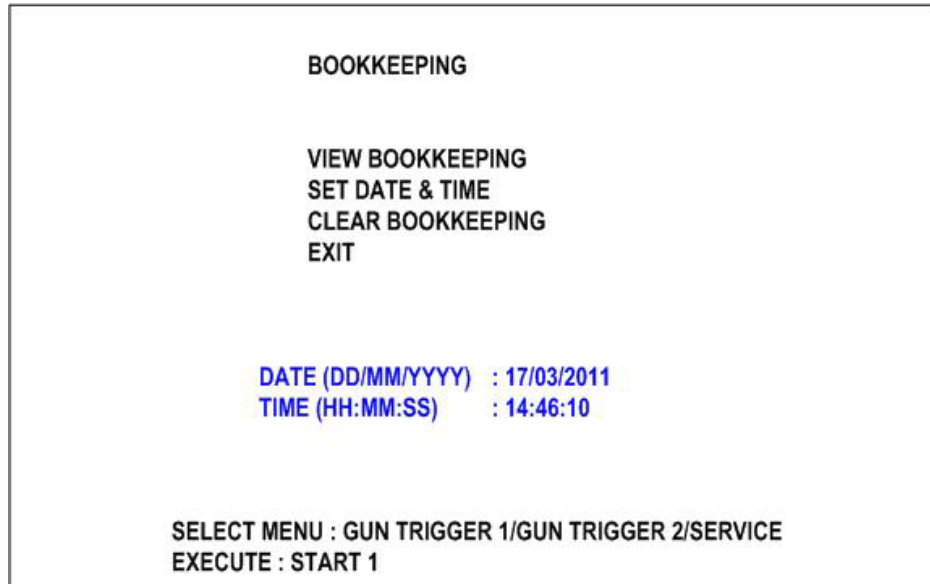 BOOKKEEPING
VIEW BOOKKEEPING
SET DATE & TIME
CLEAR BOOKKEEPING
EXIT
DATE (DD/MM/YYYY) : 17/03/2011
TIME (HH:MM:SS) : 14:46:10
SELECT MENU : GUN TRIGGER 1/GUN TRIGGER 2/SERVICE
EXECUTE : START 1